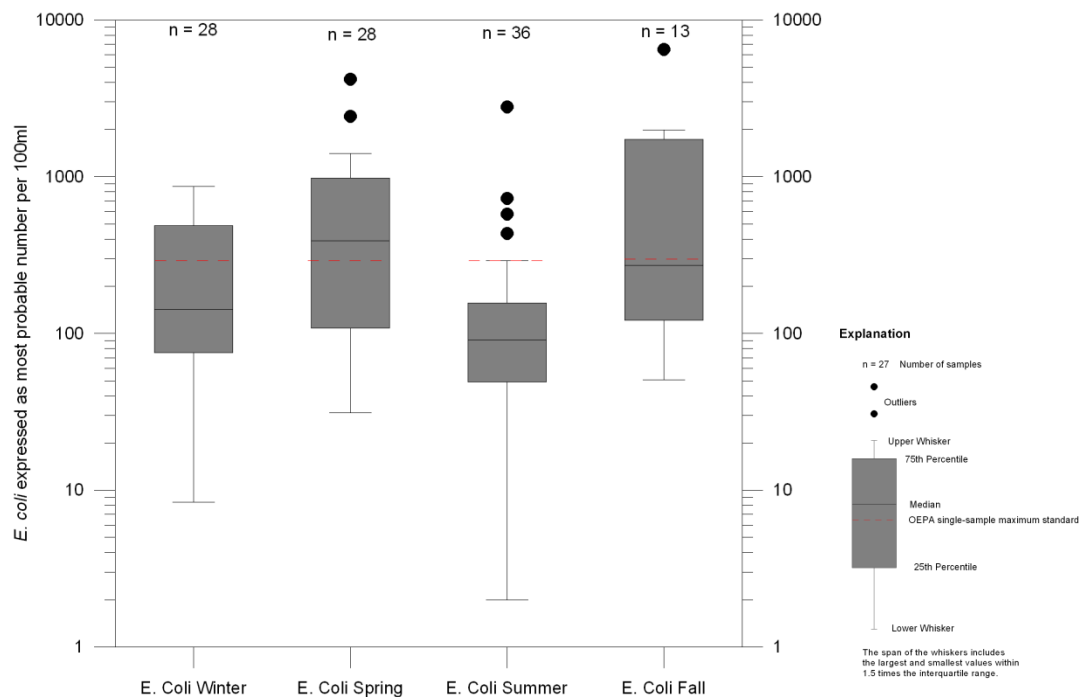 10000
n = 28
n = 28
n = 36
n = 13
10000
1000
1000
100
100
10
10
1
1
E. coli expressed as most probable number per 100ml
E. Coli Winter
E. Coli Spring
E. Coli Summer
E. Coli Fall
Explanation
n = 27 Number of samples
Outliers
Upper Whisker
75th Percentile
Median
OEPA single-sample maximum standard
25th Percentile
Lower Whisker
The span of the whiskers includes
the largest and smallest values within
1.5 times the interquartile range.